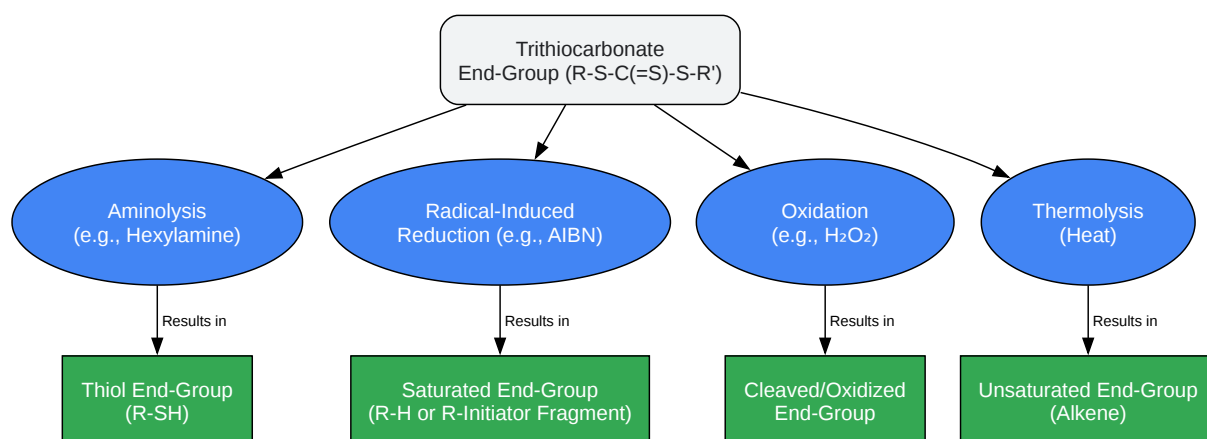 Trithiocarbonate
End-Group (R-S-C(=S)-S-R')
Aminolysis
(e.g., Hexylamine)
Radical-Induced
Reduction (e.g., AIBN)
Oxidation
(e.g., H₂O₂)
Thermolysis
(Heat)
Results in
Results in
Results in
Results in
Thiol End-Group
(R-SH)
Saturated End-Group
(R-H or R-Initiator Fragment)
Cleaved/Oxidized
End-Group
Unsaturated End-Group
(Alkene)